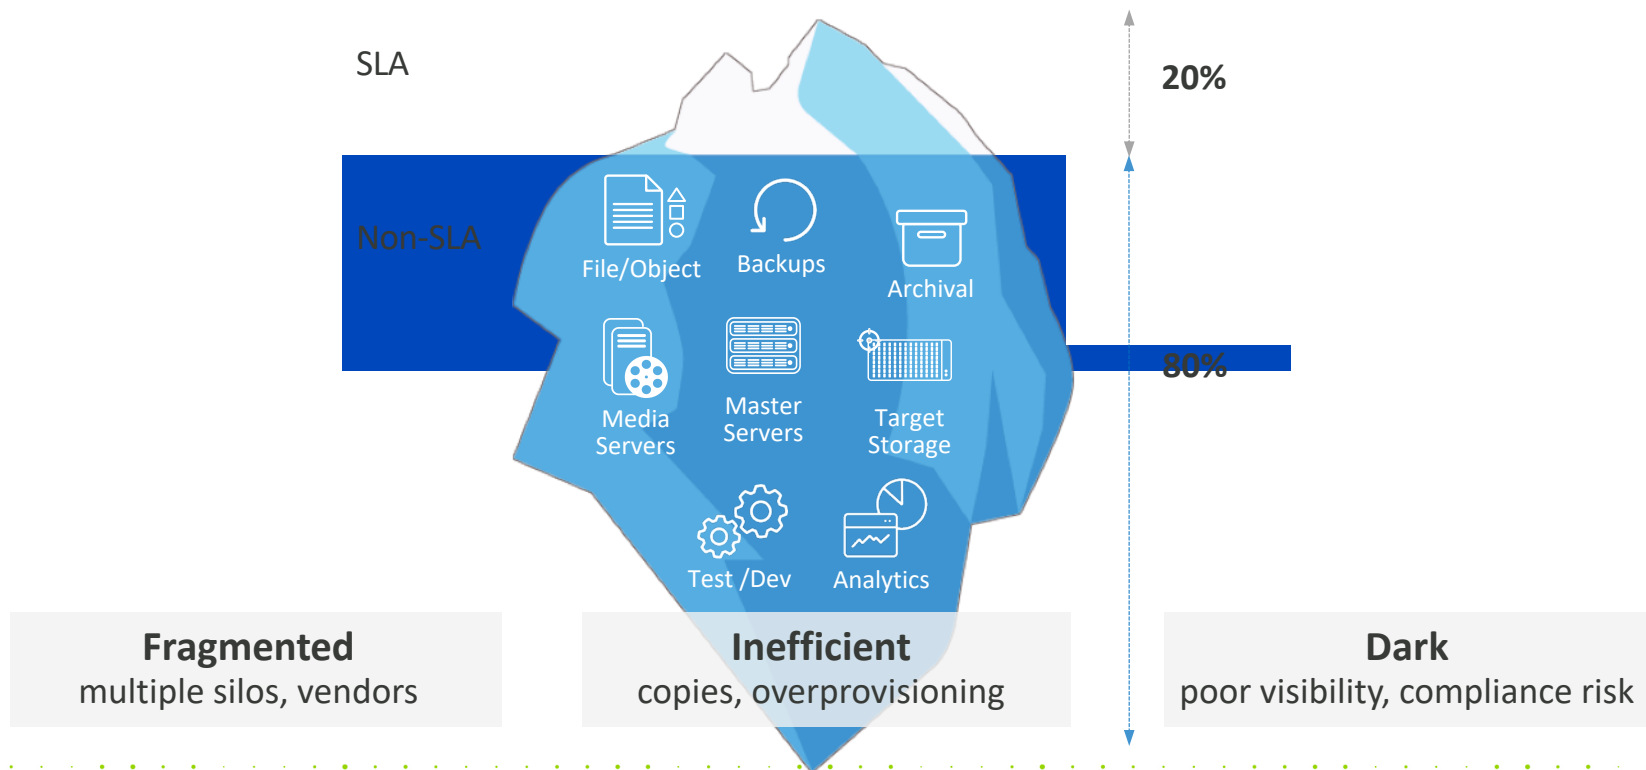 SLA
20%
Non-SLA
File/Object
Backups
Archival
80%
Media
Servers
Master
Servers
Target
Storage
Test /Dev
Analytics
Fragmented
multiple silos, vendors
Inefficient
copies, overprovisioning
Dark
poor visibility, compliance risk